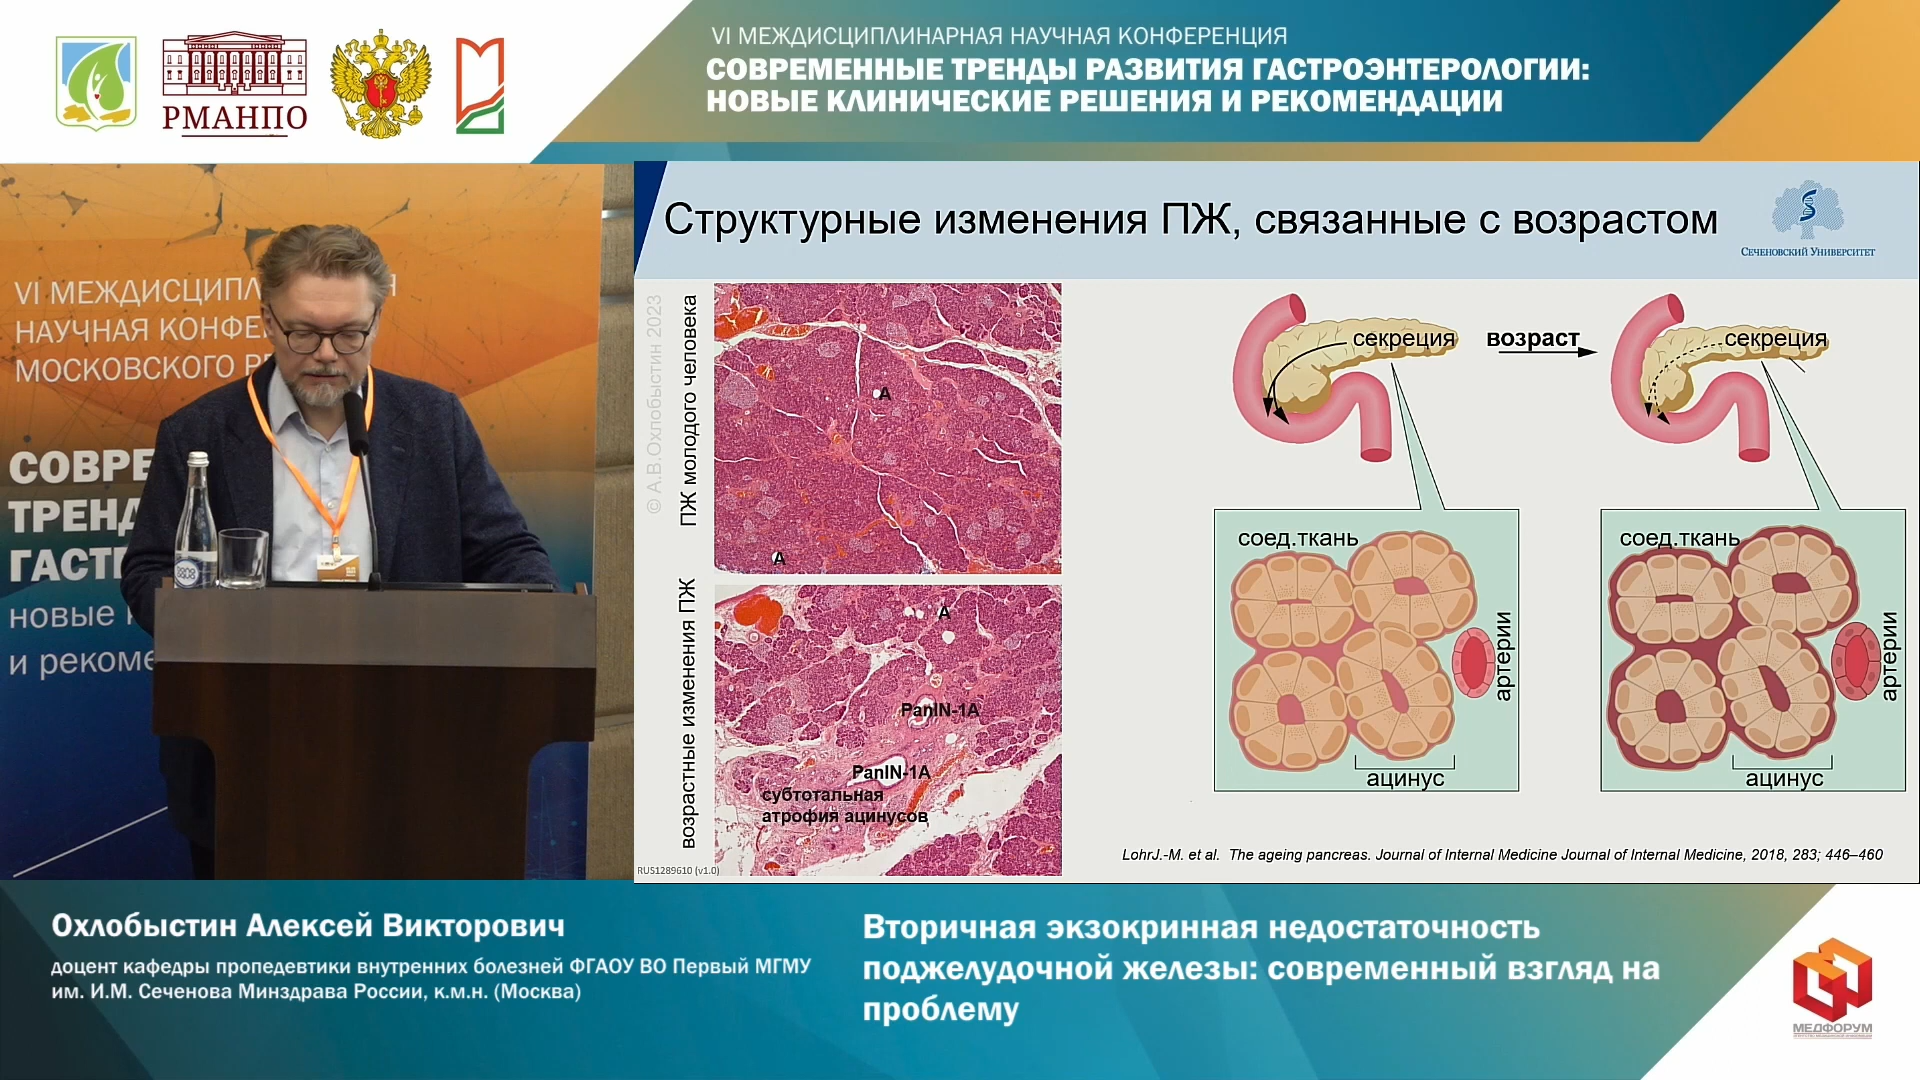 РМАНПО
VI МЕЖДИСЦИПЛИНАРНАЯ НАУЧНАЯ КОНФЕРЕНЦИЯ
СОВРЕМЕННЫЕ ТРЕНДЫ РАЗВИТИЯ ГАСТРОЭНТЕРОЛОГИИ:
НОВЫЕ КЛИНИЧЕСКИЕ РЕШЕНИЯ И РЕКОМЕНДАЦИИ
VI МЕЖДИСЦИПЛ
НАУЧНАЯ КОНФЕ
МОСКОВСКОГО Р
СОВРЕ
ТРЕНД
ГАСТ
новые
и рекоме
Структурные изменения ПЖ, связанные с возрастом
СЕЧЕНОВСКИЙ УНИВЕРСИТЕТ
© А.В.Охлобыстин 2023
ПЖ молодого человека
A
A
возрастные изменения ПЖ
A
PanIN-1A
PanIN-1A
субтотальная
атрофия ацинусов
RUS1289610 (v1.0)
секреция
возраст
секреция
соед.ткань
артерии
ацинус
соед.ткань
артерии
ацинус
LohrJ.-M. et al. The ageing pancreas. Journal of Internal Medicine Journal of Internal Medicine, 2018, 283; 446–460
Охлобыстин Алексей Викторович
доцент кафедры пропедевтики внутренних болезней ФГАОУ ВО Первый МГМУ
им. И.М. Сеченова Минздрава России, к.м.н. (Москва)
Вторичная экзокринная недостаточность
поджелудочной железы: современный взгляд на
проблему
МЕДФОРУМ